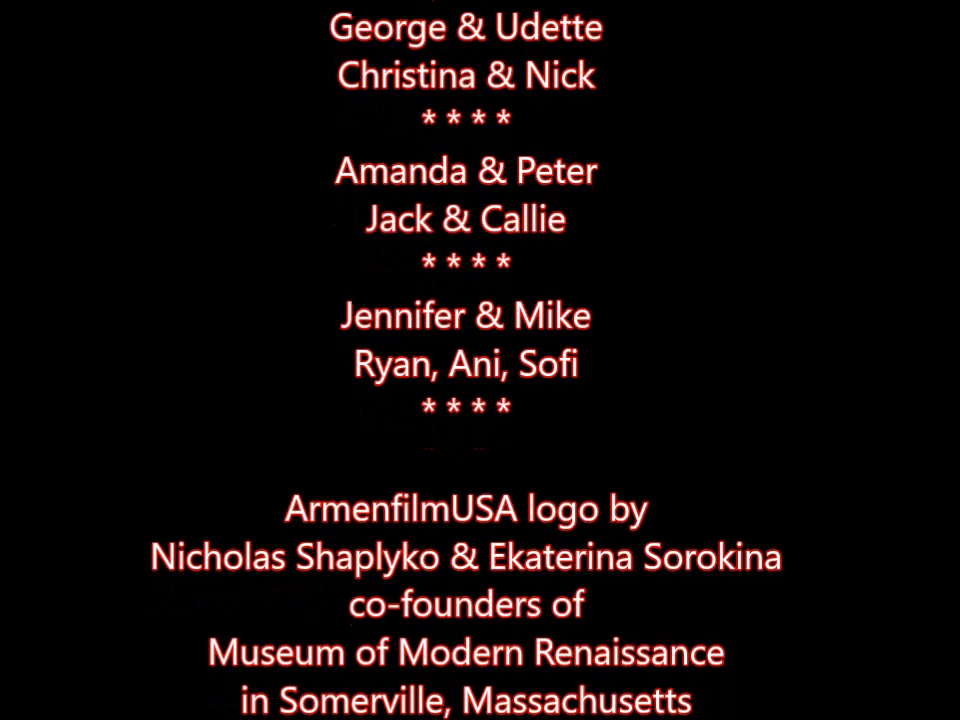 George & Udette
Christina & Nick
* * * *
Amanda & Peter
Jack & Callie
* * * *
Jennifer & Mike
Ryan, Ani, Sofi
* * * *
ArmenfilmUSA logo by
Nicholas Shaplyko & Ekaterina Sorokina
co-founders of
Museum of Modern Renaissance
in Somerville, Massachusetts